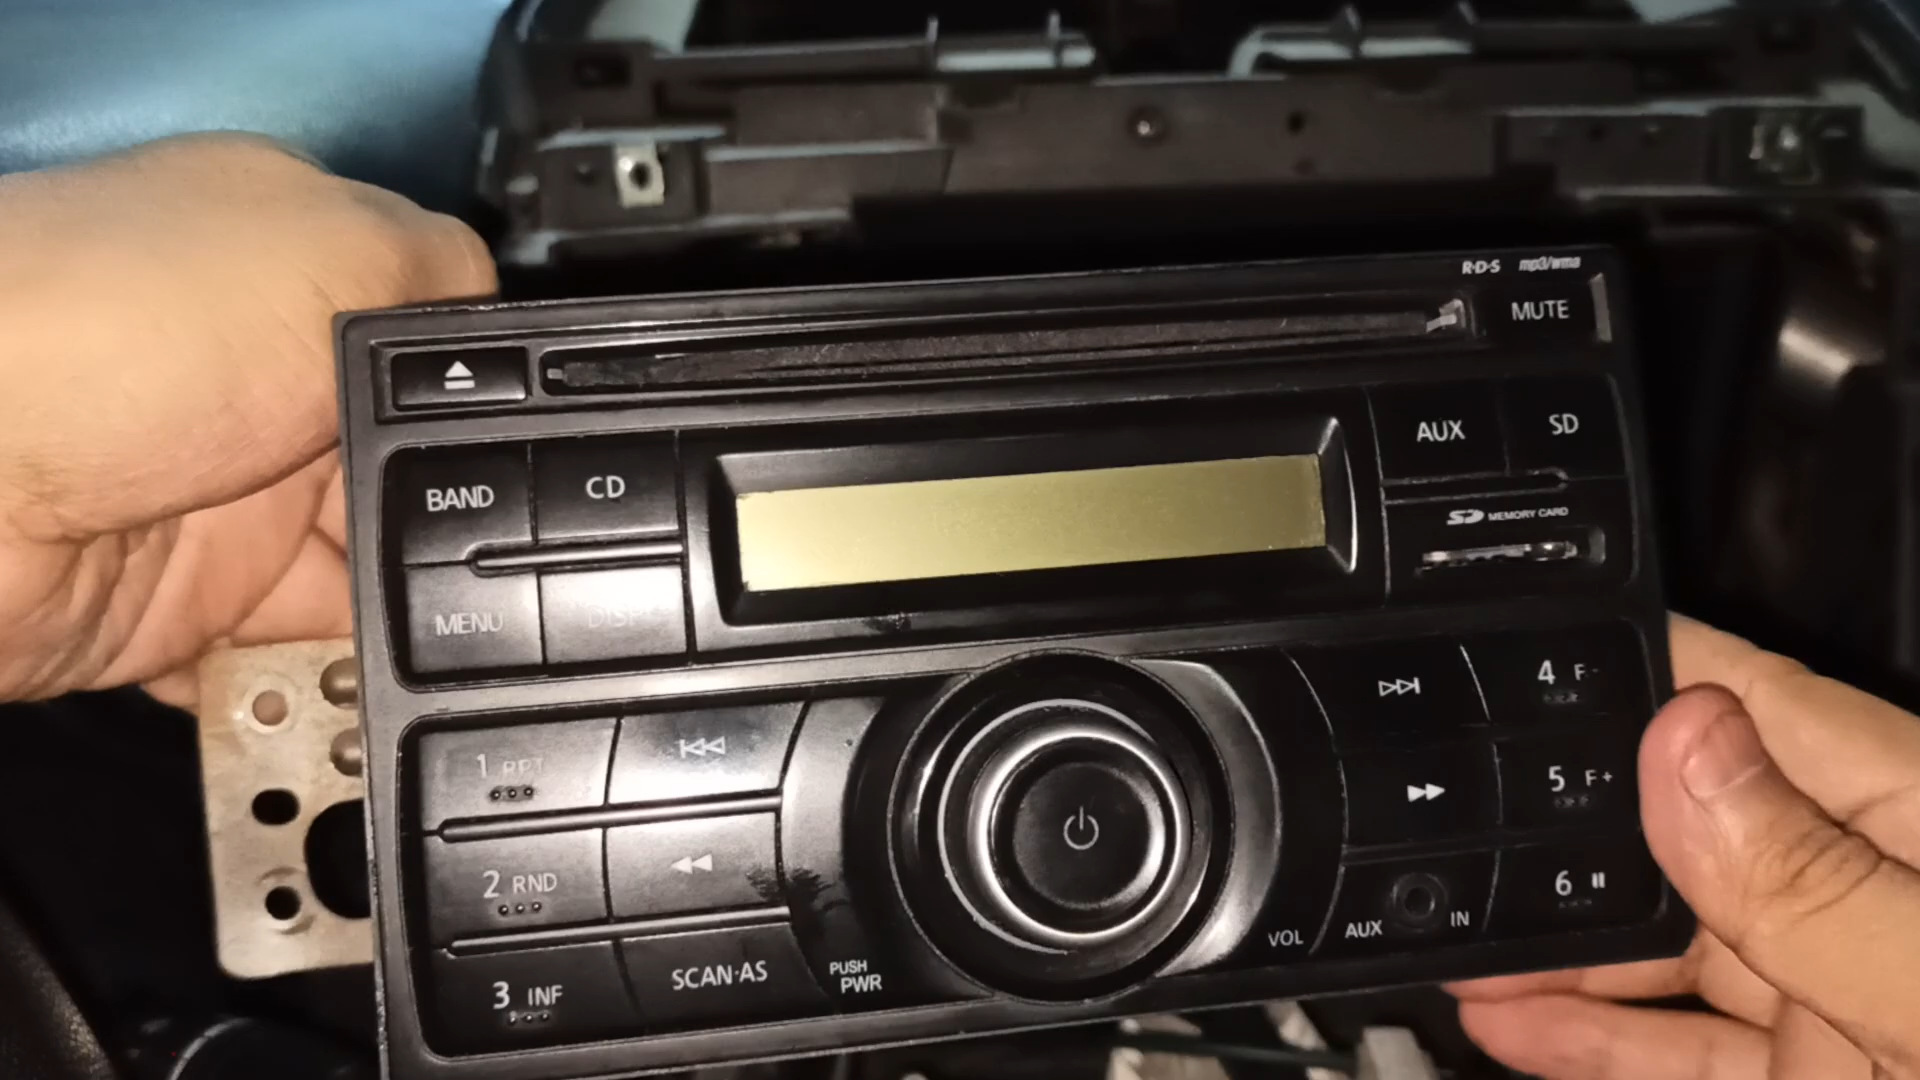 R·D·S mp3/wma
MUTE
BAND CD
AUX SD
SD MEMORY CARD
MENU DISP
1 RPT
4 F-
2 RND
5 F+
3 INF
SCAN·AS
PUSH
PWR
VOL
AUX IN
6